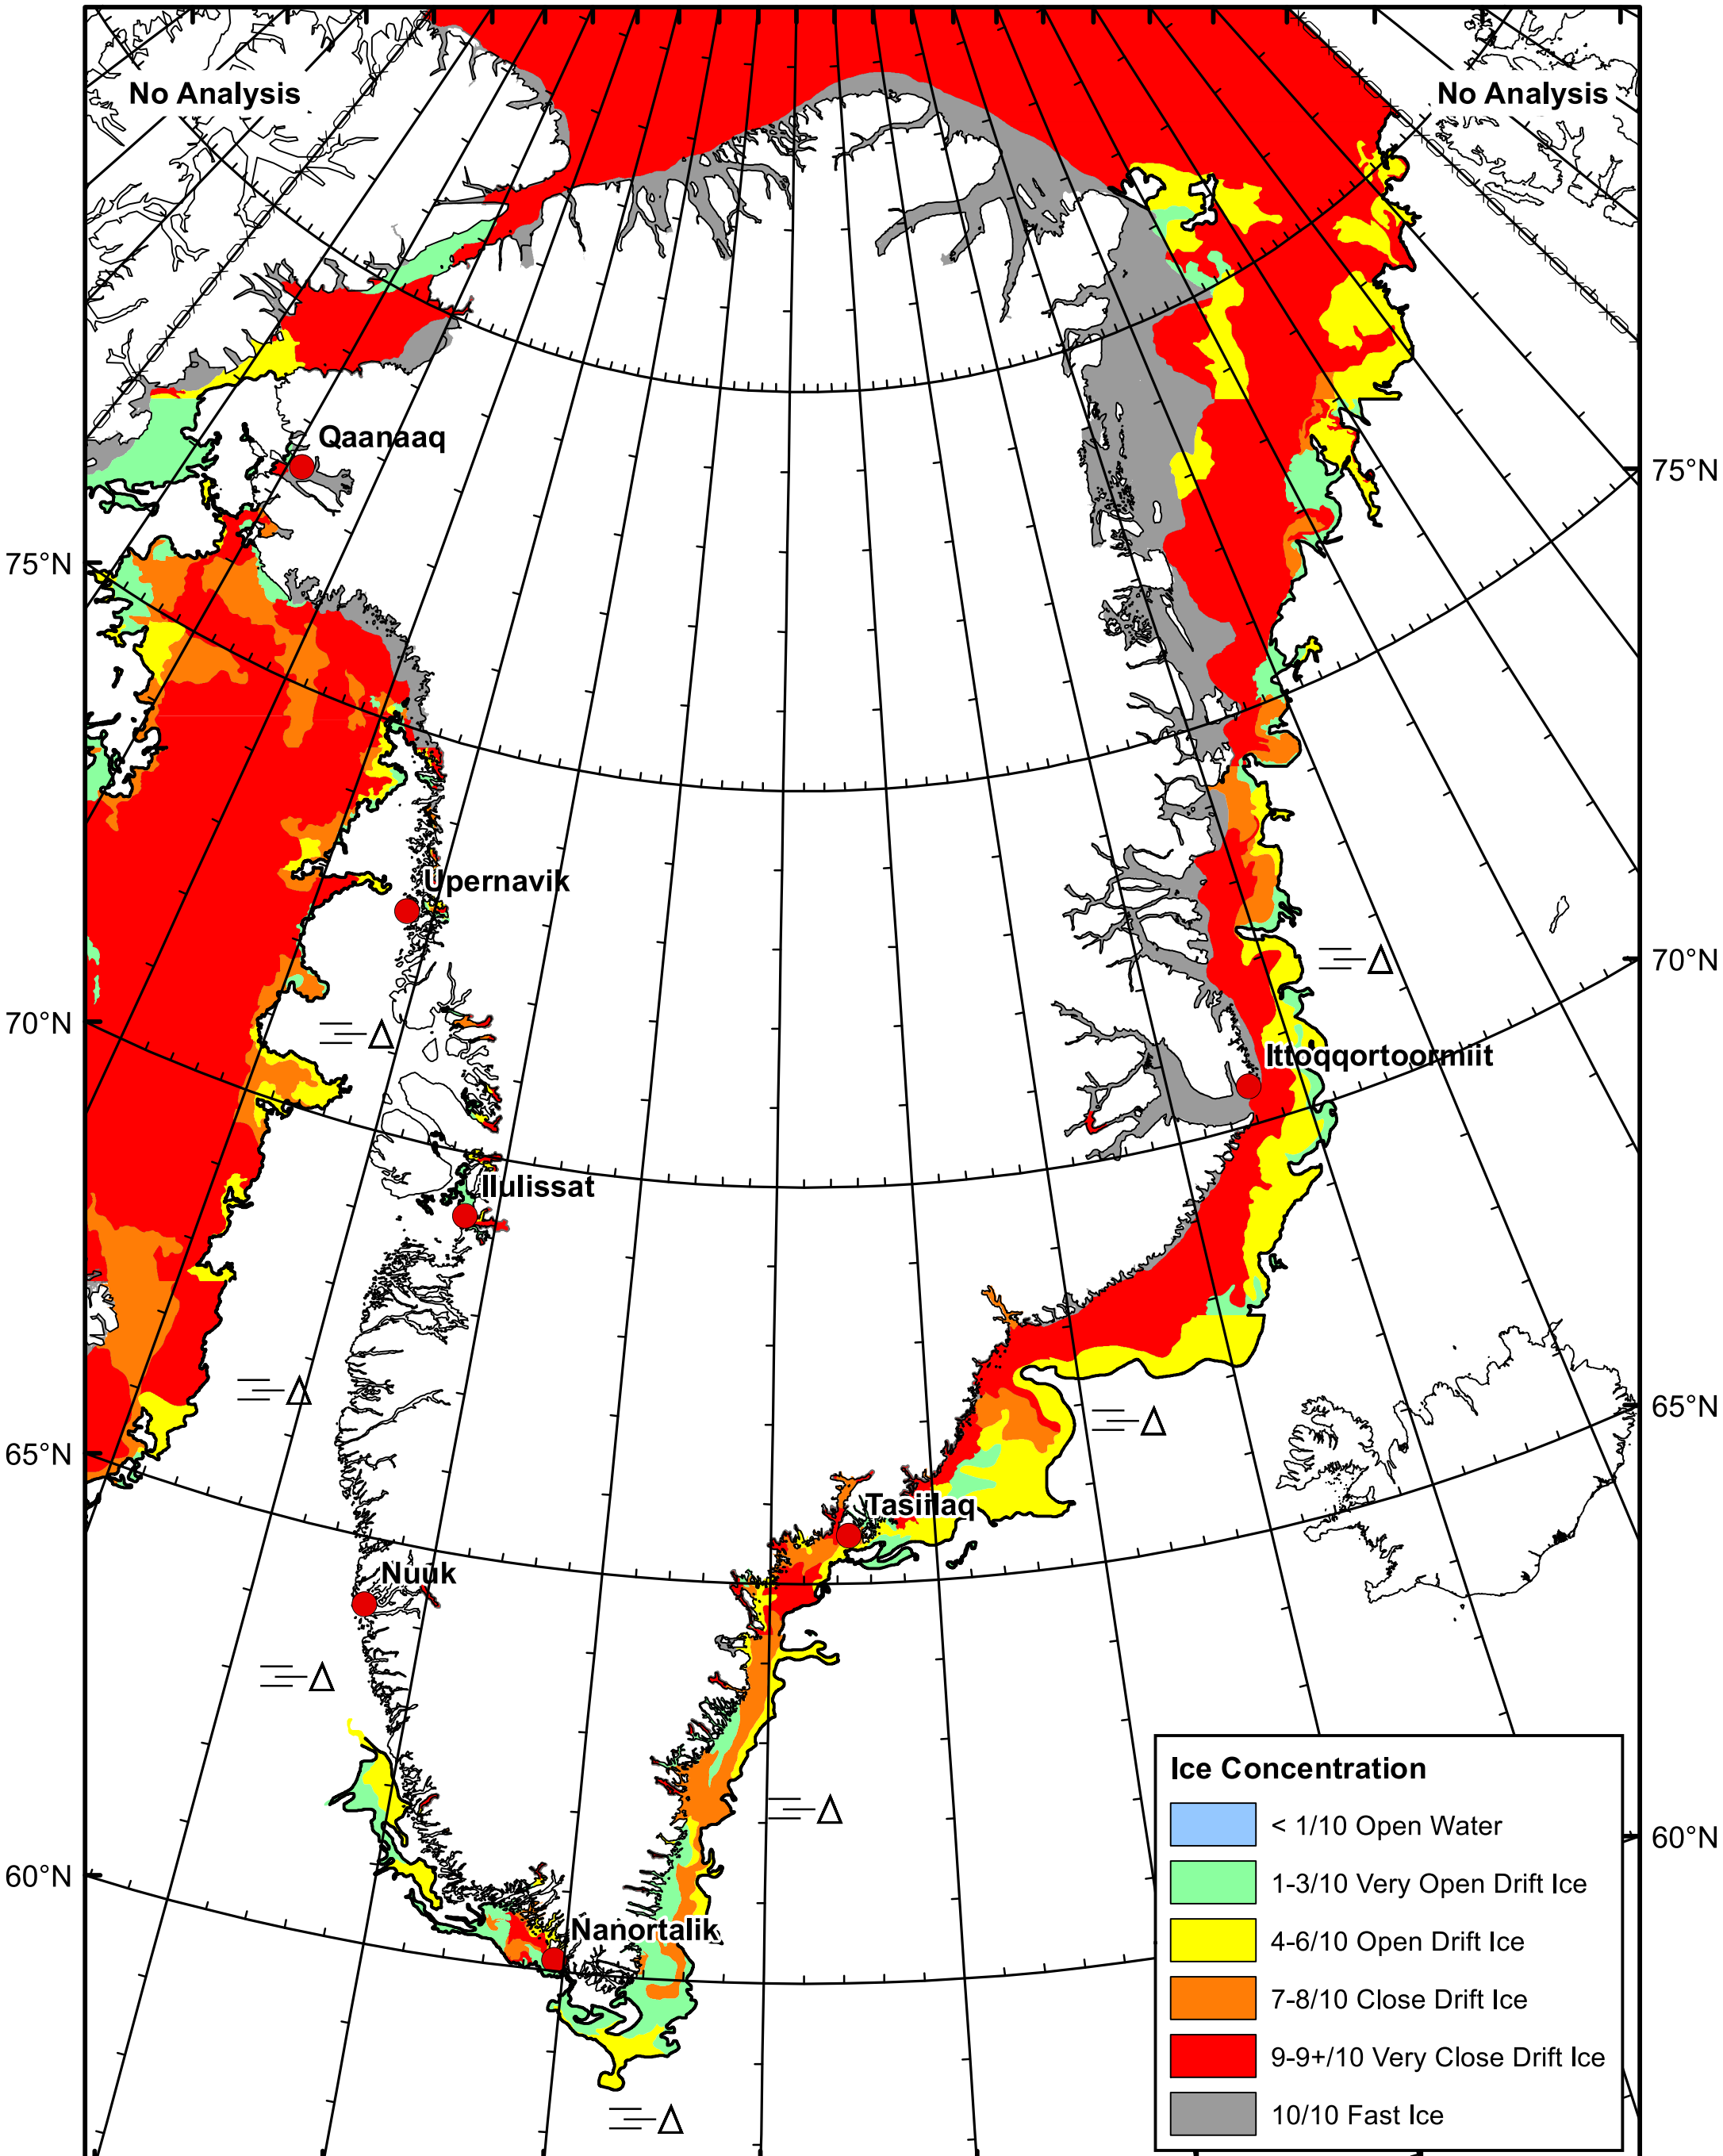 No Analysis
No Analysis
Qaanaaq
75°N
75°N
Upernavik
70°N
70°N
Ittoqqortoormiit
Ilulissat
65°N
65°N
Tasiilaq
Nuuk
60°N
60°N
Nanortalik
Ice Concentration
< 1/10 Open Water
1-3/10 Very Open Drift Ice
4-6/10 Open Drift Ice
7-8/10 Close Drift Ice
9-9+/10 Very Close Drift Ice
10/10 Fast Ice